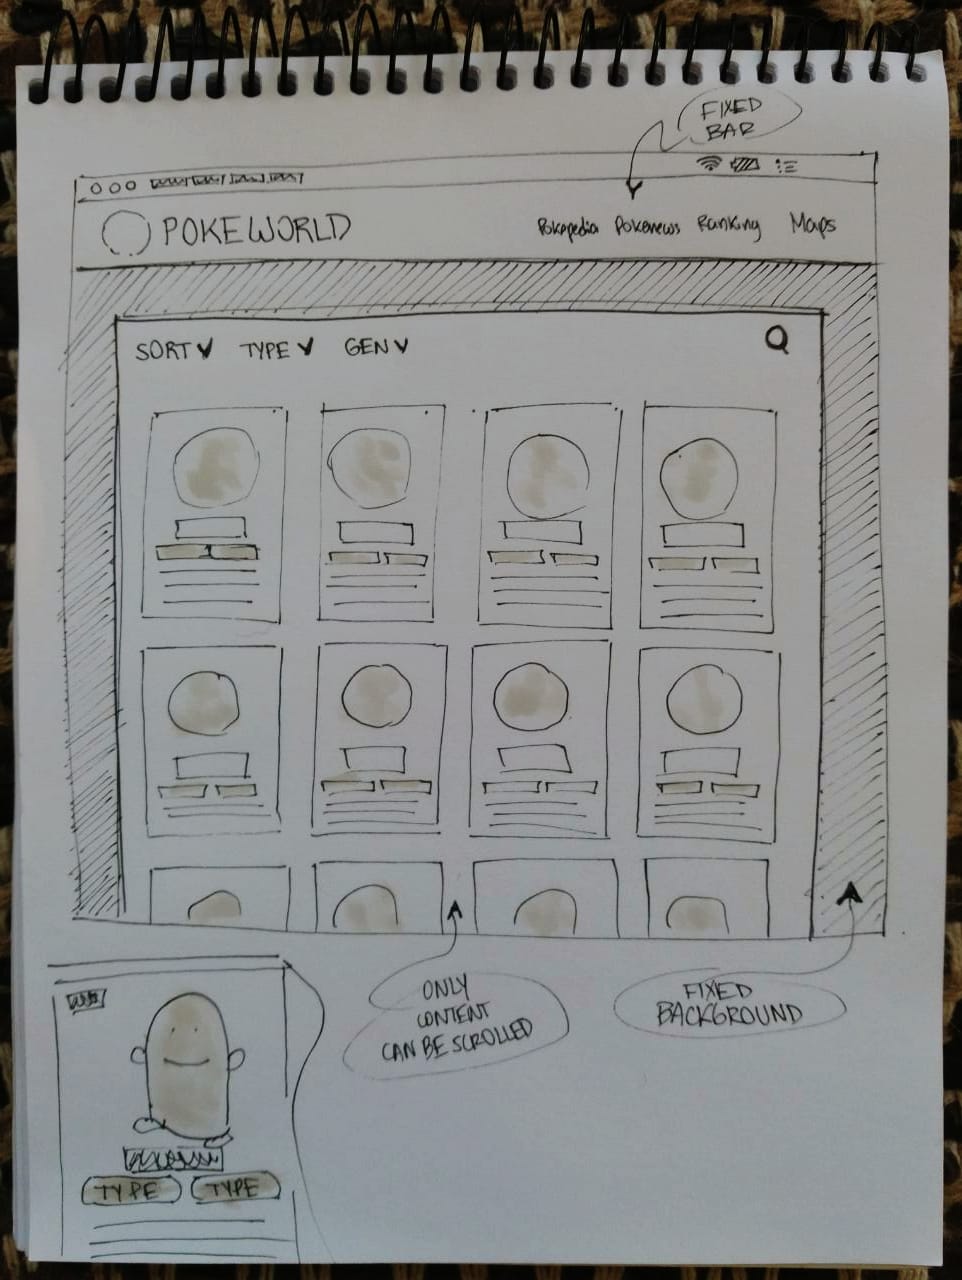 FIXED
BAR
POKEWORLD
Pokepedia Pokenews Ranking Maps
SORT TYPE GEN
ONLY
CONTENT
CAN BE SCROLLED
FIXED
BACKGROUND
TYPE TYPE